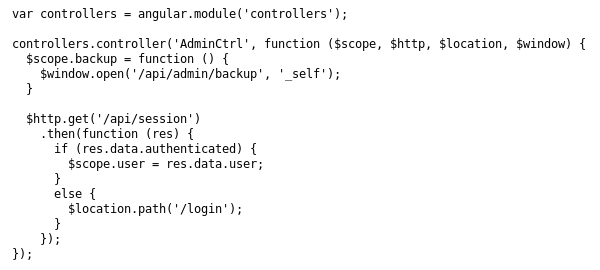 var controllers = angular.module('controllers');

controllers.controller('AdminCtrl', function ($scope, $http, $location, $window) {
  $scope.backup = function () {
    $window.open('/api/admin/backup', '_self');
  }

  $http.get('/api/session')
    .then(function (res) {
      if (res.data.authenticated) {
        $scope.user = res.data.user;
      }
      else {
        $location.path('/login');
      }
    });
});